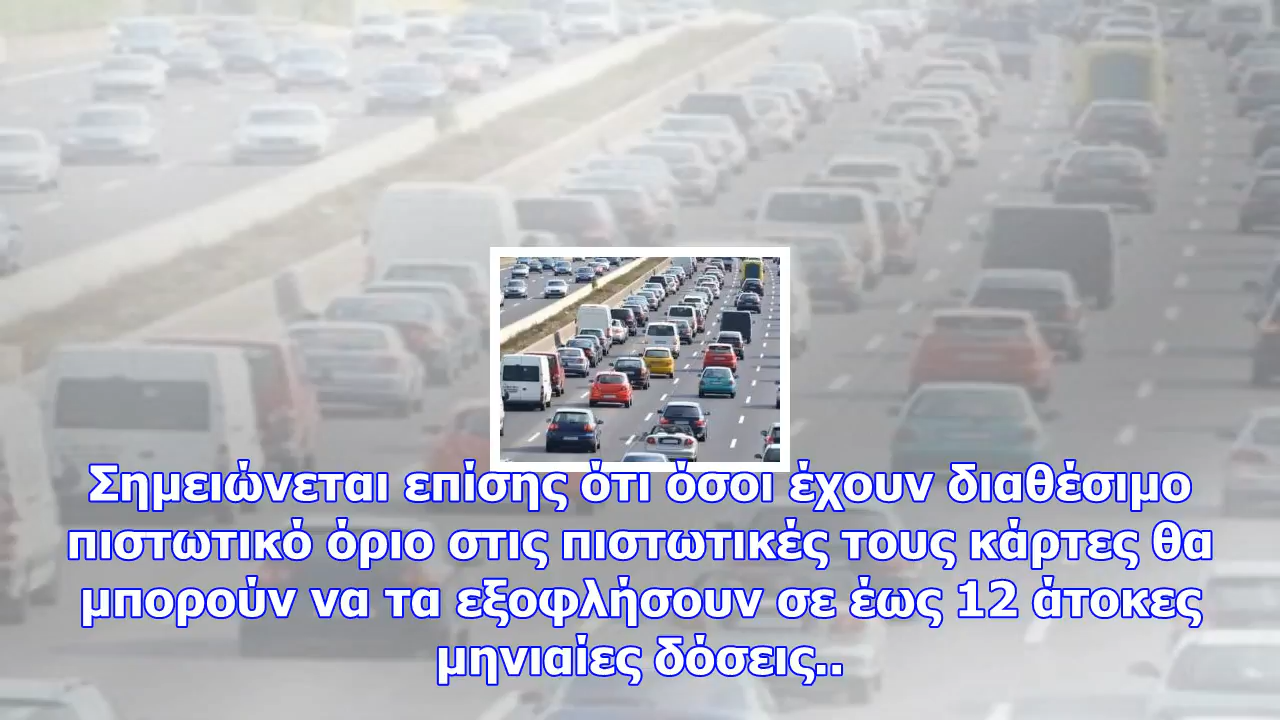 Σημειώνεται επίσης ότι όσοι έχουν διαθέσιμο
πιστωτικό όριο στις πιστωτικές τους κάρτες θα
μπορούν να τα εξοφλήσουν σε έως 12 άτοκες
μηνιαίες δόσεις..